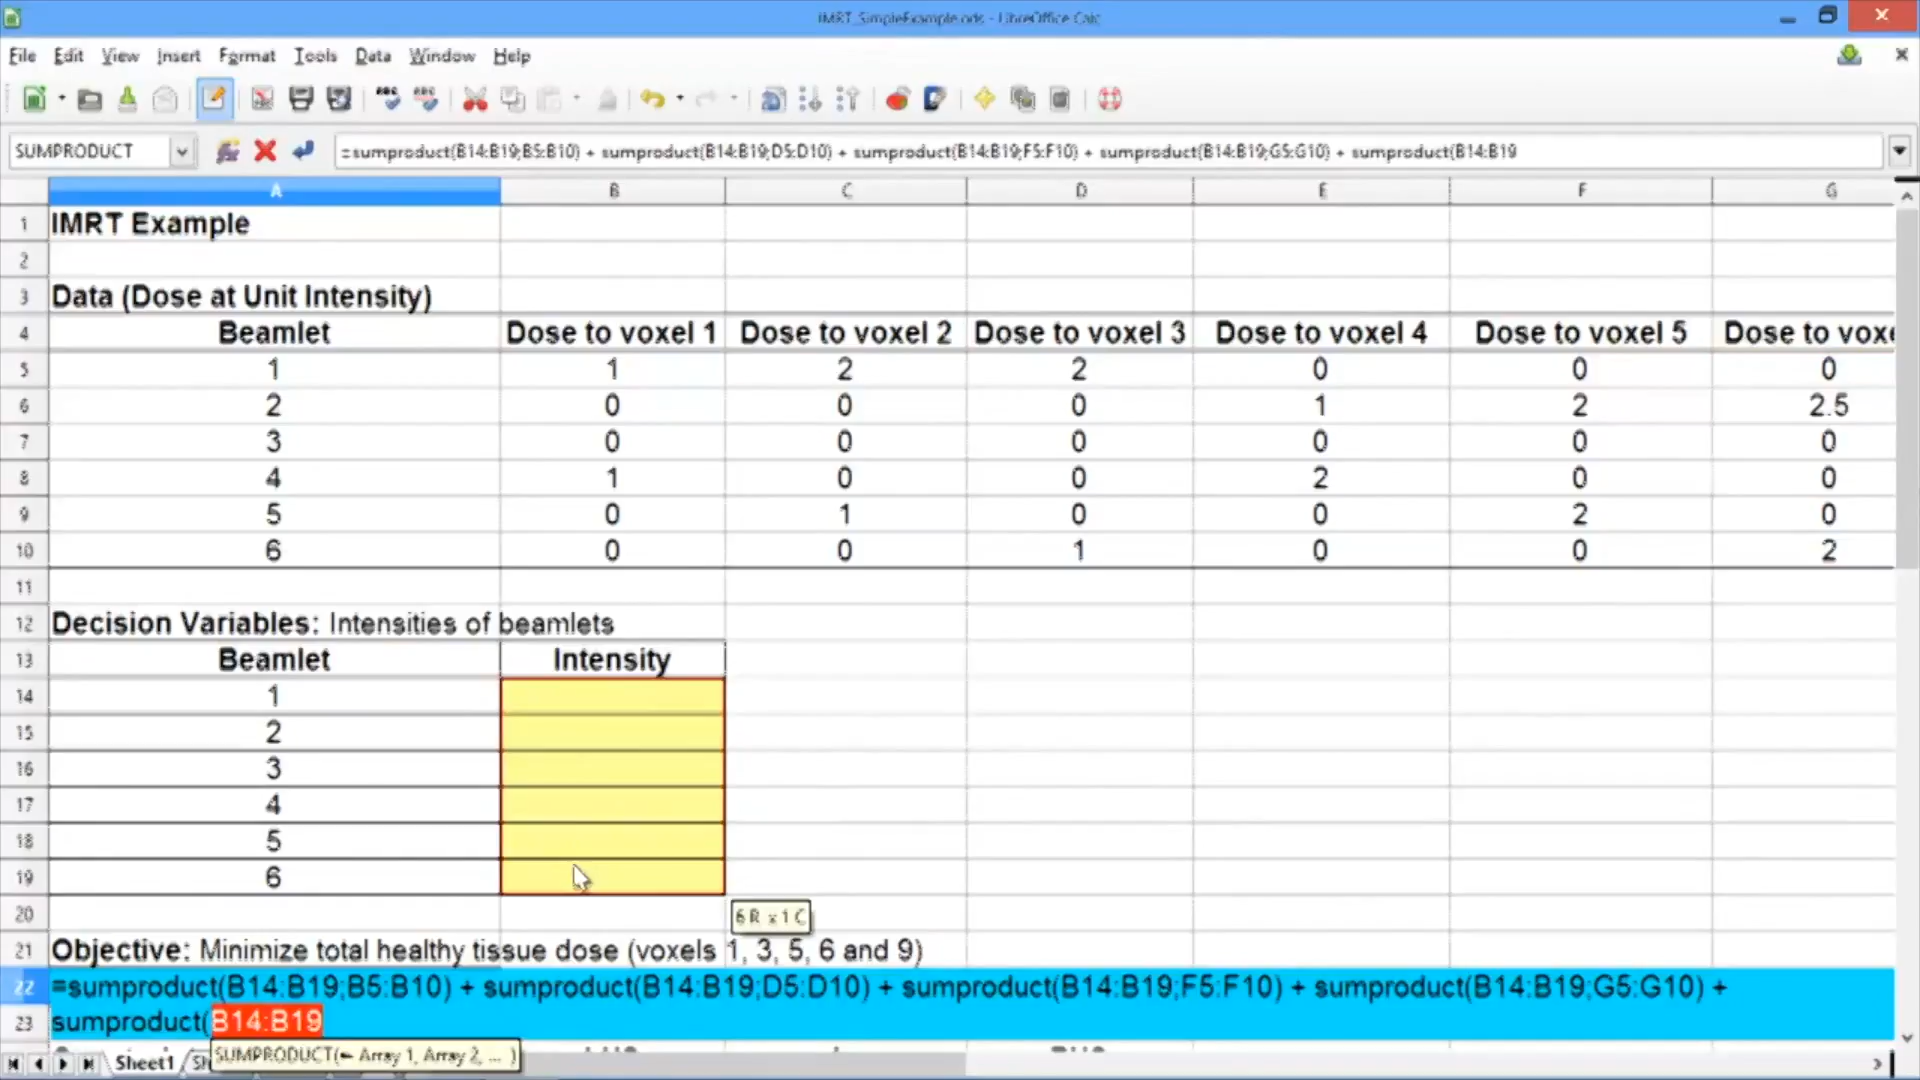 IMRT_SimpleExample.ods - LibreOffice Calc
File Edit View Insert Format Tools Data Window Help
SUMPRODUCT =sumproduct(B14:B19;B5:B10) + sumproduct(B14:B19;D5:D10) + sumproduct(B14:B19;F5:F10) + sumproduct(B14:B19;G5:G10) + sumproduct(B14:B19
A B C D E F G
1 IMRT Example
2
3 Data (Dose at Unit Intensity)
4 Beamlet Dose to voxel 1 Dose to voxel 2 Dose to voxel 3 Dose to voxel 4 Dose to voxel 5 Dose to voxe
5 1 1 2 2 0 0 0
6 2 0 0 0 1 2 2.5
7 3 0 0 0 0 0 0
8 4 1 0 0 2 0 0
9 5 0 1 0 0 2 0
10 6 0 0 1 0 0 2
11
12 Decision Variables: Intensities of beamlets
13 Beamlet Intensity
14 1
15 2
16 3
17 4
18 5
19 6
20 6 R x 1 C
21 Objective: Minimize total healthy tissue dose (voxels 1, 3, 5, 6 and 9)
22 =sumproduct(B14:B19;B5:B10) + sumproduct(B14:B19;D5:D10) + sumproduct(B14:B19;F5:F10) + sumproduct(B14:B19;G5:G10) +
23 sumproduct(B14:B19
Sheet1 Sh SUMPRODUCT( Array 1, Array 2, ... )